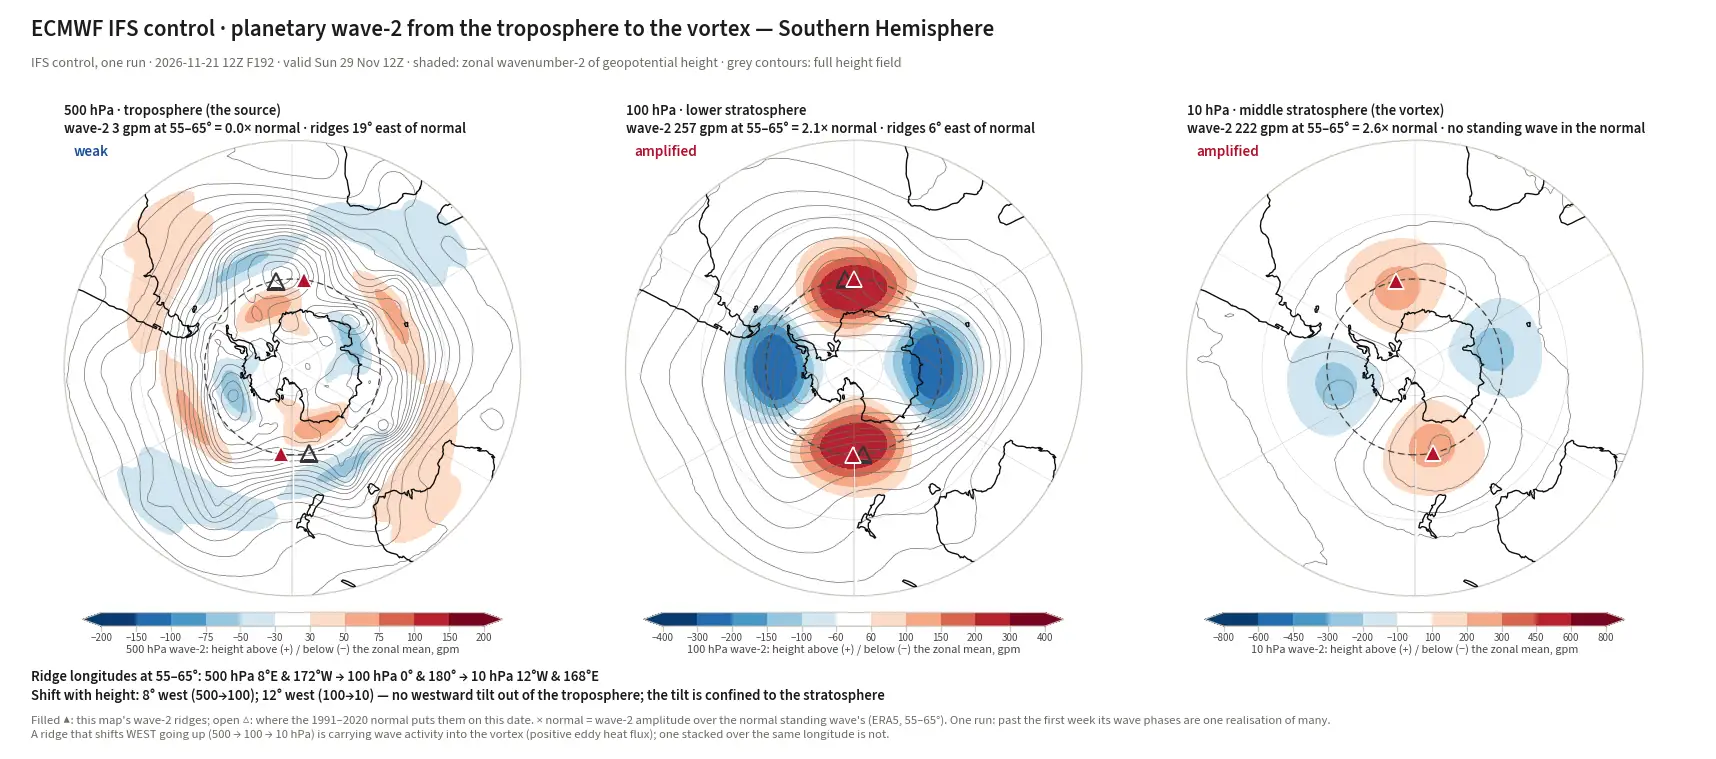 ECMWF IFS control · planetary wave-2 from the troposphere to the vortex — Southern Hemisphere
IFS control, one run · 2026-11-21 12Z F192 · valid Sun 29 Nov 12Z · shaded: zonal wavenumber-2 of geopotential height · grey contours: full height field
500 hPa · troposphere (the source)
wave-2 3 gpm at 55–65° = 0.0× normal · ridges 19° east of normal
weak
100 hPa · lower stratosphere
wave-2 257 gpm at 55–65° = 2.1× normal · ridges 6° east of normal
amplified
10 hPa · middle stratosphere (the vortex)
wave-2 222 gpm at 55–65° = 2.6× normal · no standing wave in the normal
amplified
−200 −150 −100 −75 −50 −30 30 50 75 100 150 200
500 hPa wave-2: height above (+) / below (−) the zonal mean, gpm
−400 −300 −200 −150 −100 −60 60 100 150 200 300 400
100 hPa wave-2: height above (+) / below (−) the zonal mean, gpm
−800 −600 −450 −300 −200 −100 100 200 300 450 600 800
10 hPa wave-2: height above (+) / below (−) the zonal mean, gpm
Ridge longitudes at 55–65°: 500 hPa 8°E & 172°W → 100 hPa 0° & 180° → 10 hPa 12°W & 168°E
Shift with height: 8° west (500→100); 12° west (100→10) — no westward tilt out of the troposphere; the tilt is confined to the stratosphere
Filled ▲: this map's wave-2 ridges; open △: where the 1991–2020 normal puts them on this date. × normal = wave-2 amplitude over the normal standing wave's (ERA5, 55–65°). One run: past the first week its wave phases are one realisation of many.
A ridge that shifts WEST going up (500 → 100 → 10 hPa) is carrying wave activity into the vortex (positive eddy heat flux); one stacked over the same longitude is not.